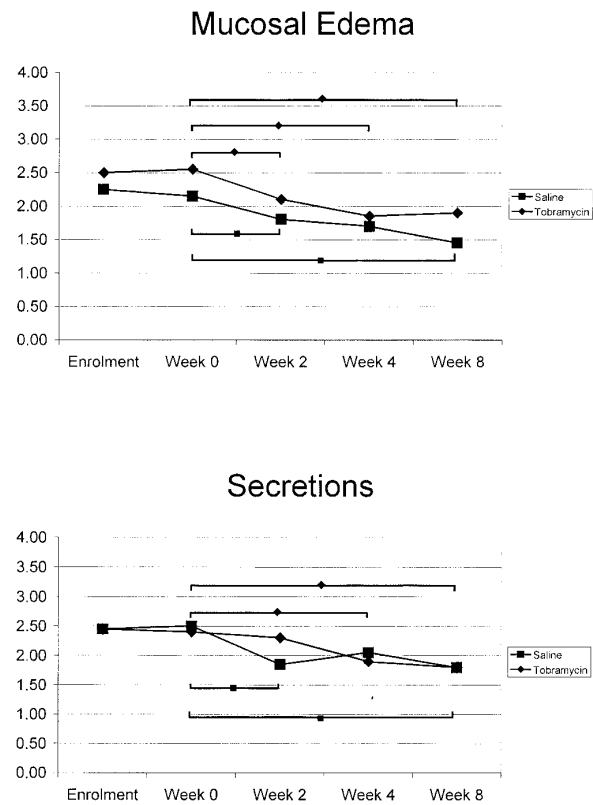 Mucosal Edema
4.00
3.50
3.00
2.50
2.00
1.50
1.00
0.50
0.00
Enrolment Week 0 Week 2 Week 4 Week 8
Saline
Tobramycin
Secretions
4.00
3.50
3.00
2.50
2.00
1.50
1.00
0.50
0.00
Enrolment Week 0 Week 2 Week 4 Week 8
Saline
Tobramycin